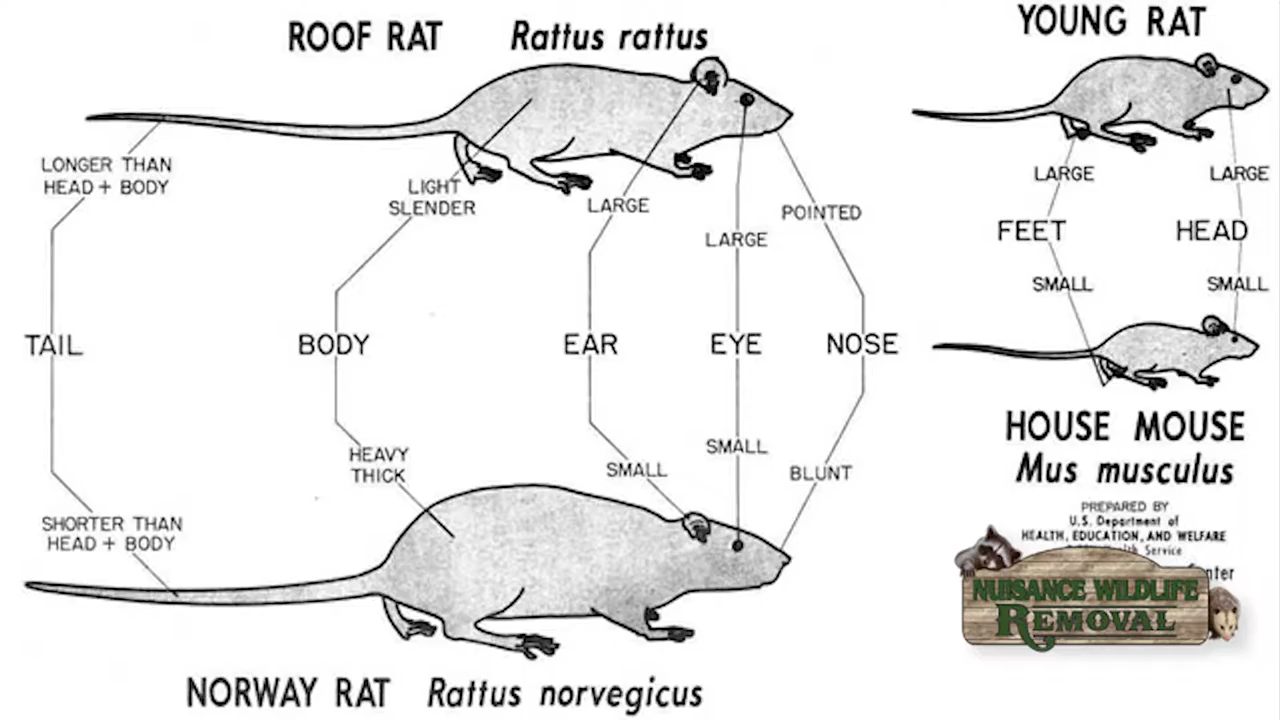 ROOF RAT Rattus rattus
LONGER THAN
HEAD + BODY
LIGHT
SLENDER
LARGE
LARGE
POINTED
TAIL
BODY
EAR
EYE
NOSE
SHORTER THAN
HEAD + BODY
HEAVY
THICK
SMALL
SMALL
BLUNT
NORWAY RAT Rattus norvegicus
YOUNG RAT
LARGE
LARGE
FEET
HEAD
SMALL
SMALL
HOUSE MOUSE
Mus musculus
PREPARED BY
U.S. Department of
HEALTH, EDUCATION, AND WELFARE
Service
NUISANCE WILDLIFE
REMOVAL